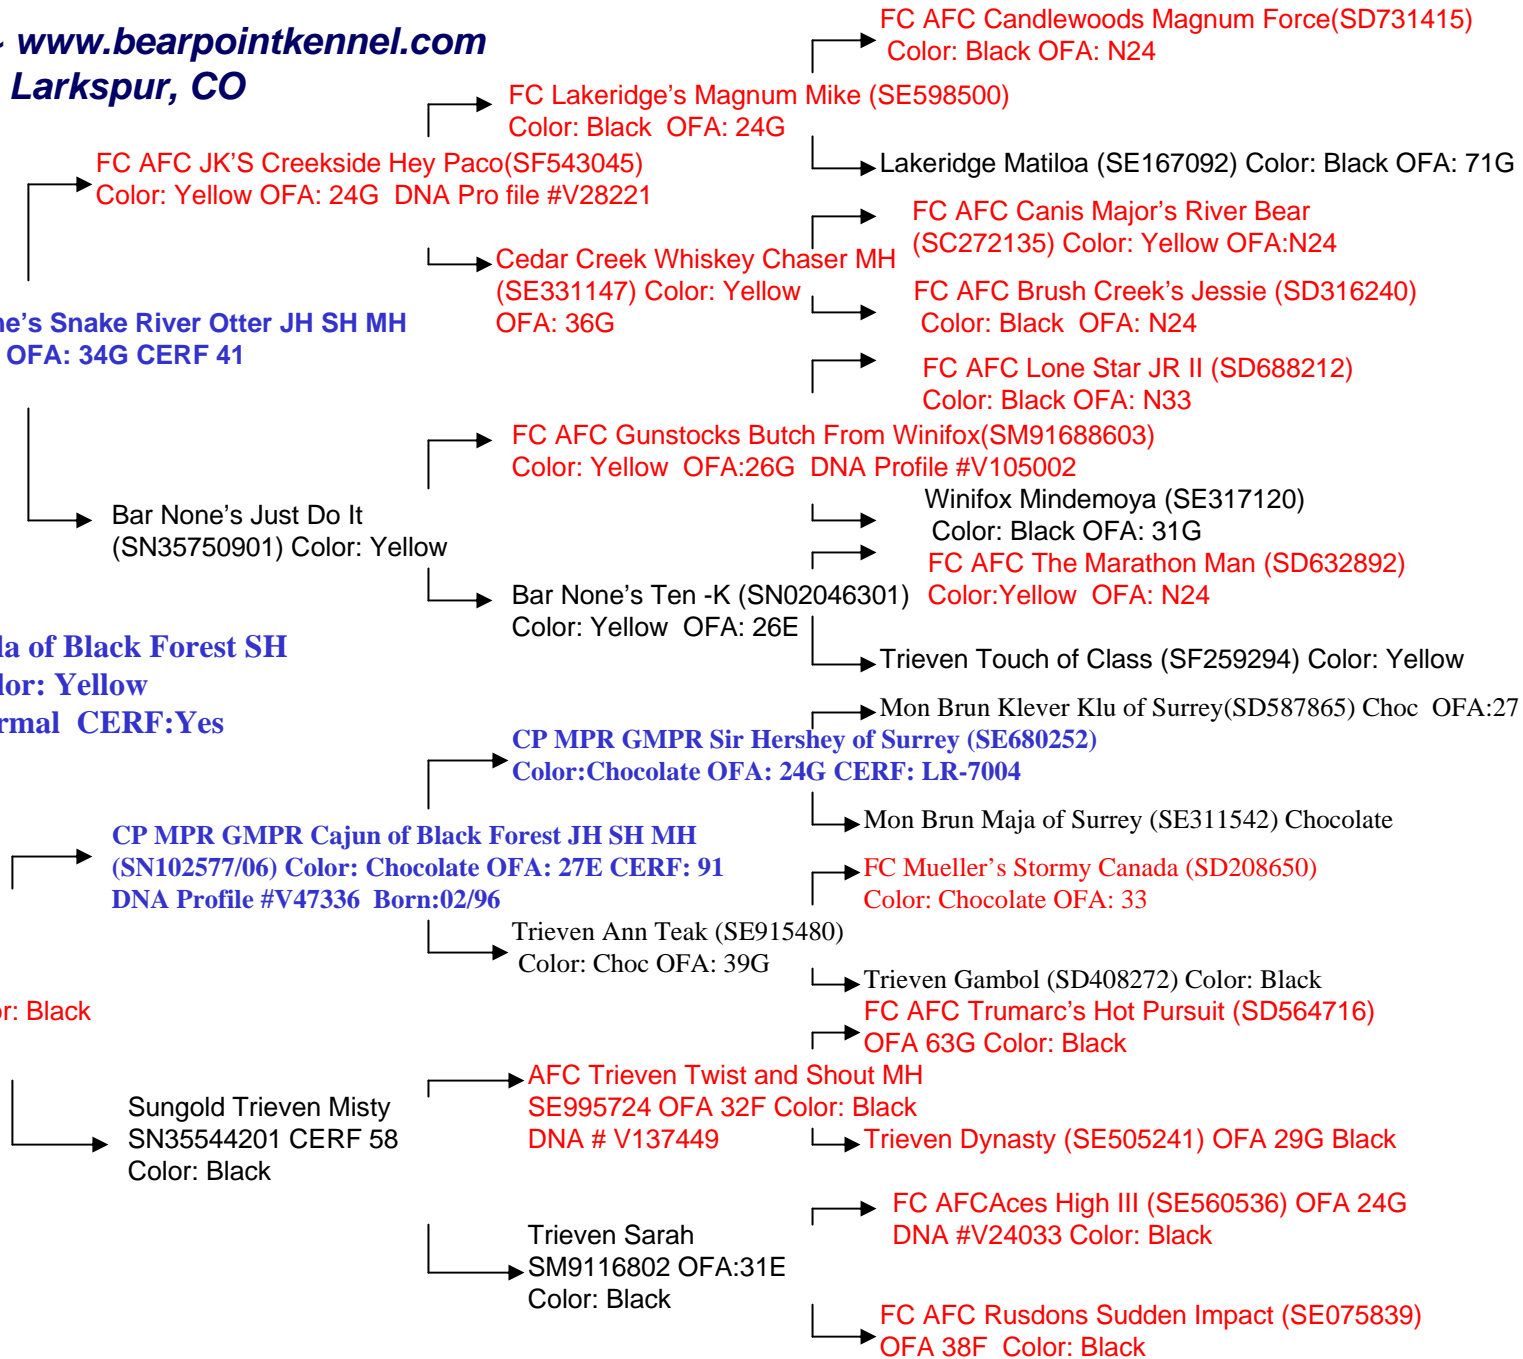 www.bearpointkennel.com
Larkspur, CO
FC AFC Candlewoods Magnum Force(SD731415)
Color: Black OFA: N24
FC Lakeridge's Magnum Mike (SE598500)
Color: Black OFA: 24G
Lakeridge Matiloa (SE167092) Color: Black OFA: 71G
FC AFC JK'S Creekside Hey Paco(SF543045)
Color: Yellow OFA: 24G DNA Pro file #V28221
FC AFC Canis Major's River Bear
(SC272135) Color: Yellow OFA:N24
Cedar Creek Whiskey Chaser MH
(SE331147) Color: Yellow
OFA: 36G
FC AFC Brush Creek's Jessie (SD316240)
Color: Black OFA: N24
ne's Snake River Otter JH SH MH
OFA: 34G CERF 41
FC AFC Lone Star JR II (SD688212)
Color: Black OFA: N33
FC AFC Gunstocks Butch From Winifox(SM91688603)
Color: Yellow OFA:26G DNA Profile #V105002
Winifox Mindemoya (SE317120)
Color: Black OFA: 31G
Bar None's Just Do It
(SN35750901) Color: Yellow
FC AFC The Marathon Man (SD632892)
Color:Yellow OFA: N24
Bar None's Ten -K (SN02046301)
Color: Yellow OFA: 26E
Trieven Touch of Class (SF259294) Color: Yellow
la of Black Forest SH
lor: Yellow
rmal CERF:Yes
Mon Brun Klever Klu of Surrey(SD587865) Choc OFA:27
CP MPR GMPR Sir Hershey of Surrey (SE680252)
Color:Chocolate OFA: 24G CERF: LR-7004
Mon Brun Maja of Surrey (SE311542) Chocolate
CP MPR GMPR Cajun of Black Forest JH SH MH
(SN102577/06) Color: Chocolate OFA: 27E CERF: 91
DNA Profile #V47336 Born:02/96
FC Mueller's Stormy Canada (SD208650)
Color: Chocolate OFA: 33
Trieven Ann Teak (SE915480)
Color: Choc OFA: 39G
Trieven Gambol (SD408272) Color: Black
r: Black
FC AFC Trumarc's Hot Pursuit (SD564716)
OFA 63G Color: Black
AFC Trieven Twist and Shout MH
SE995724 OFA 32F Color: Black
DNA # V137449
Trieven Dynasty (SE505241) OFA 29G Black
Sungold Trieven Misty
SN35544201 CERF 58
Color: Black
FC AFCAces High III (SE560536) OFA 24G
DNA #V24033 Color: Black
Trieven Sarah
SM9116802 OFA:31E
Color: Black
FC AFC Rusdons Sudden Impact (SE075839)
OFA 38F Color: Black